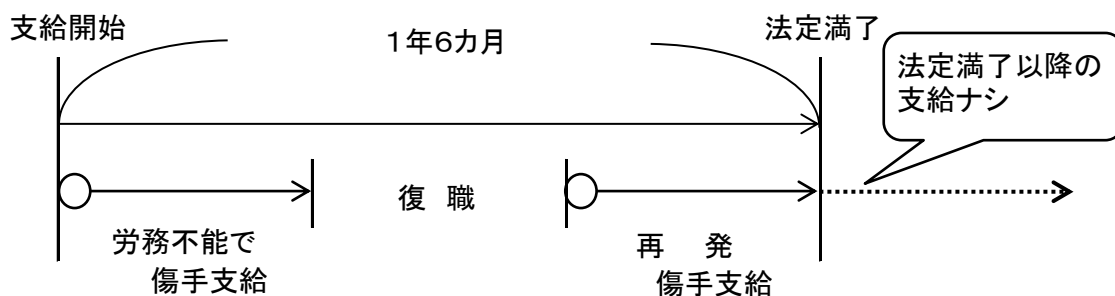 支給開始
1年6カ月
法定満了
法定満了以降の
支給ナシ
復 職
労務不能で
傷手支給
再 発
傷手支給